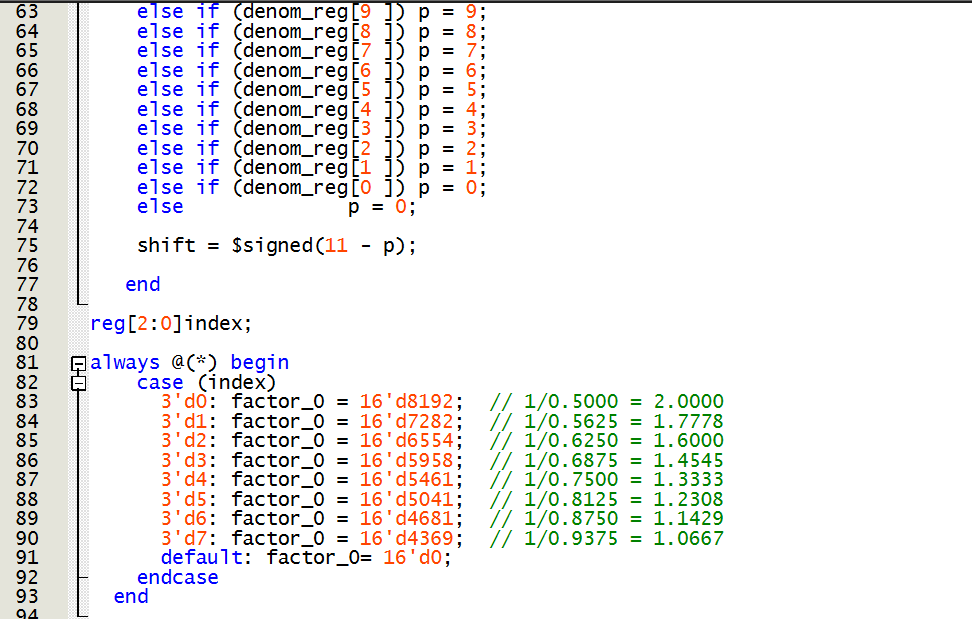 63 else if (denom_reg[9 ]) p = 9;
64 else if (denom_reg[8 ]) p = 8;
65 else if (denom_reg[7 ]) p = 7;
66 else if (denom_reg[6 ]) p = 6;
67 else if (denom_reg[5 ]) p = 5;
68 else if (denom_reg[4 ]) p = 4;
69 else if (denom_reg[3 ]) p = 3;
70 else if (denom_reg[2 ]) p = 2;
71 else if (denom_reg[1 ]) p = 1;
72 else if (denom_reg[0 ]) p = 0;
73 else p = 0;
74
75 shift = $signed(11 - p);
76
77 end
78
79 reg[2:0]index;
80
81 always @(*) begin
82 case (index)
83 3'd0: factor_0 = 16'd8192; // 1/0.5000 = 2.0000
84 3'd1: factor_0 = 16'd7282; // 1/0.5625 = 1.7778
85 3'd2: factor_0 = 16'd6554; // 1/0.6250 = 1.6000
86 3'd3: factor_0 = 16'd5958; // 1/0.6875 = 1.4545
87 3'd4: factor_0 = 16'd5461; // 1/0.7500 = 1.3333
88 3'd5: factor_0 = 16'd5041; // 1/0.8125 = 1.2308
89 3'd6: factor_0 = 16'd4681; // 1/0.8750 = 1.1429
90 3'd7: factor_0 = 16'd4369; // 1/0.9375 = 1.0667
91 default: factor_0= 16'd0;
92 endcase
93 end
94